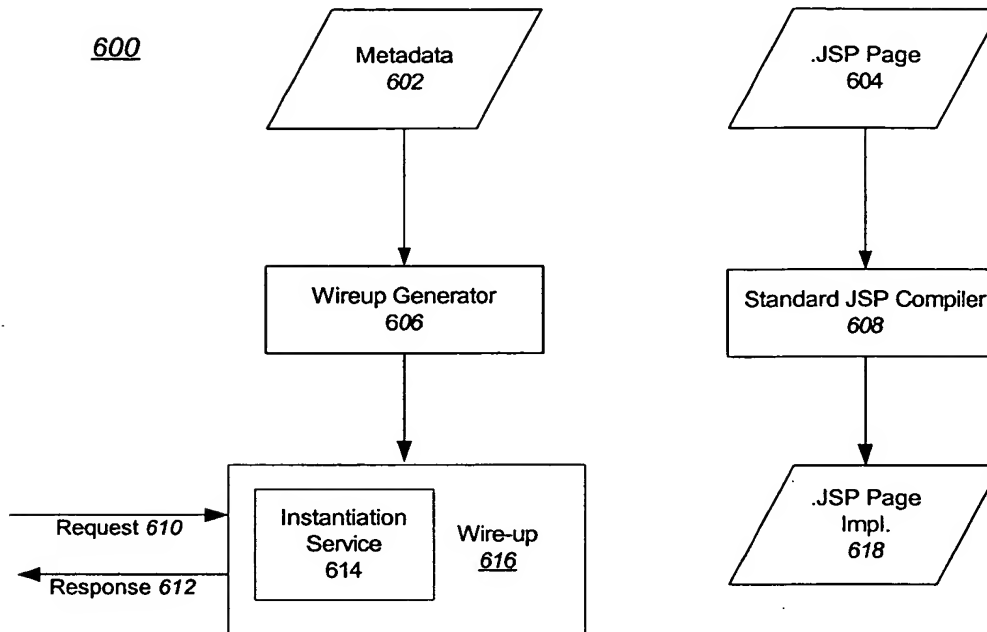 600
Metadata
602
.JSP Page
604
Wireup Generator
606
Standard JSP Compiler
608
Request 610
Response 612
Instantiation
Service
614
Wire-up
616
.JSP Page
Impl.
618